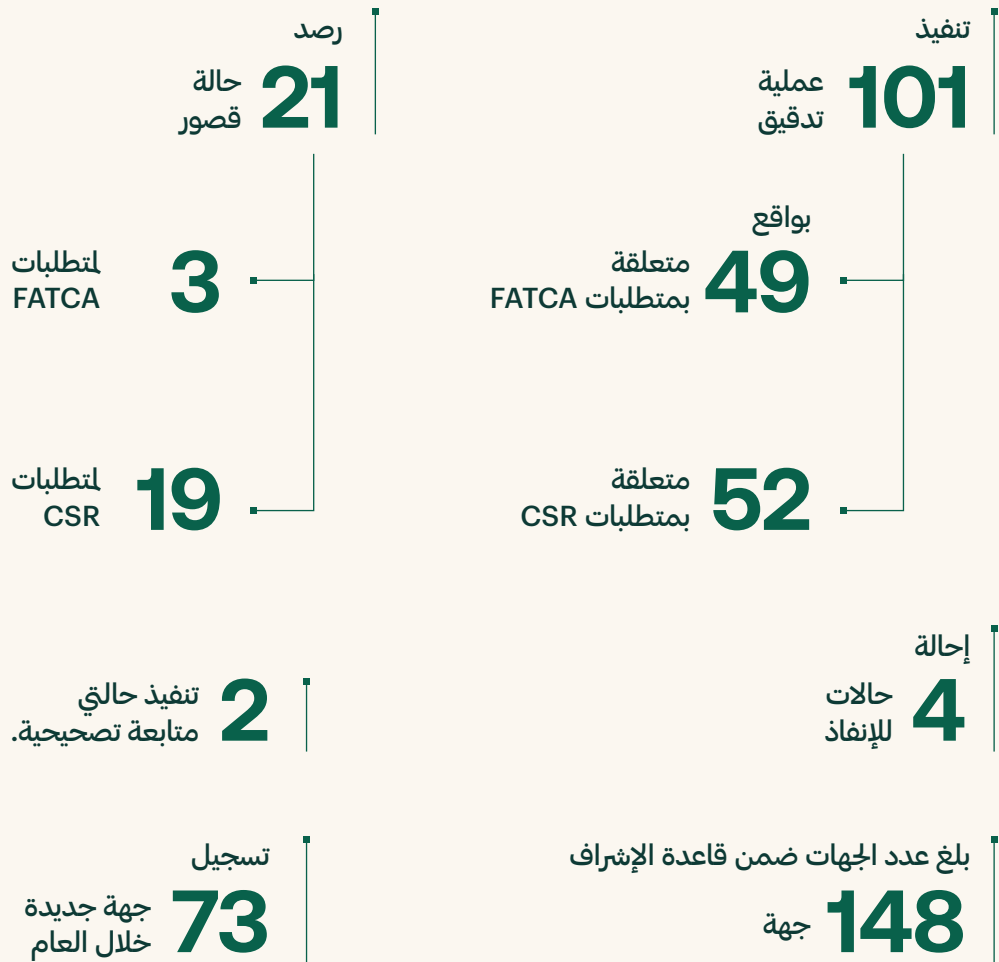 تنفيذ
101 عملية
تدقيق
بواقع
49 متعلقة
بمتطلبات FATCA
52 متعلقة
بمتطلبات CSR
رصد
21 حالة
قصور
3 لمتطلبات
FATCA
19 لمتطلبات
CSR
إحالة
4 حالات
للإنفاذ
2 تنفيذ حالتي
متابعة تصحيحية.
بلغ عدد الجهات ضمن قاعدة الإشراف
148 جهة
تسجيل
73 جهة جديدة
خلال العام